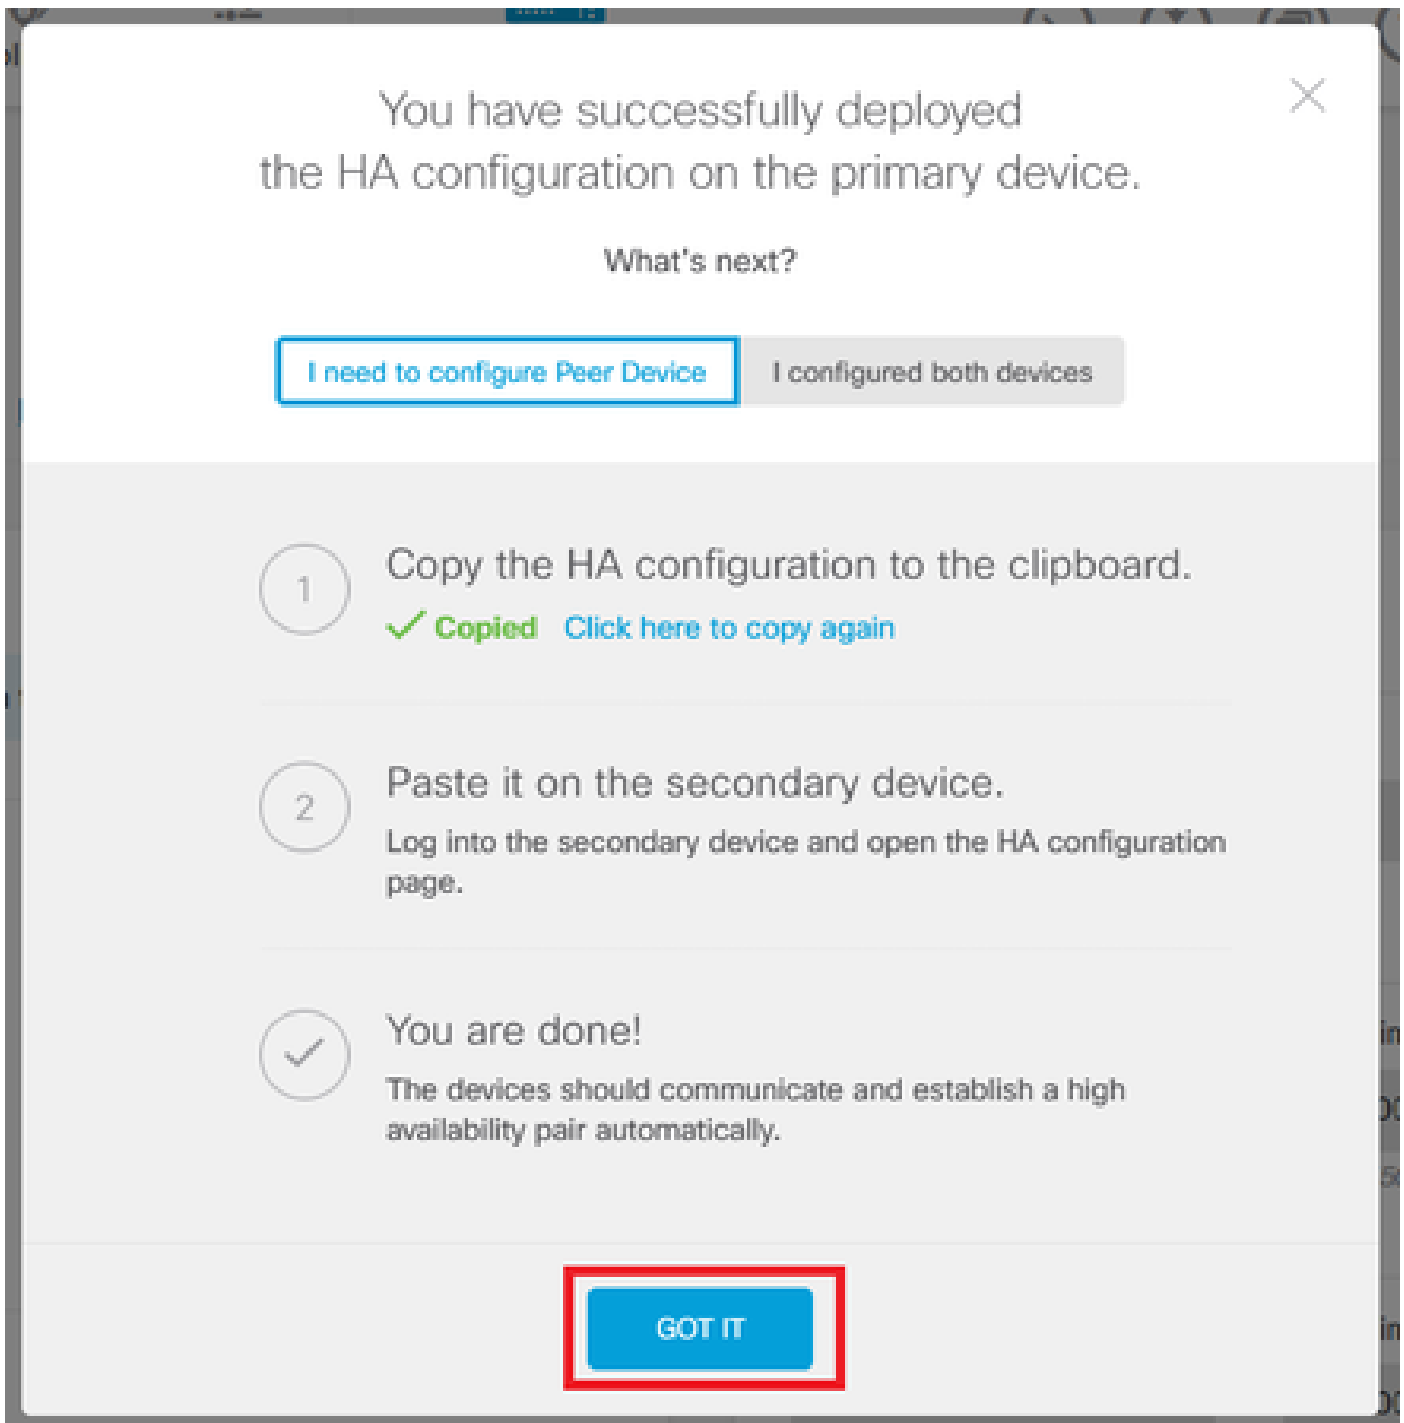 You have successfully deployed
the HA configuration on the primary device.
What's next?
I need to configure Peer Device
I configured both devices
1
Copy the HA configuration to the clipboard.
Copied Click here to copy again
2
Paste it on the secondary device.
Log into the secondary device and open the HA configuration
page.
You are done!
The devices should communicate and establish a high
availability pair automatically.
GOT IT